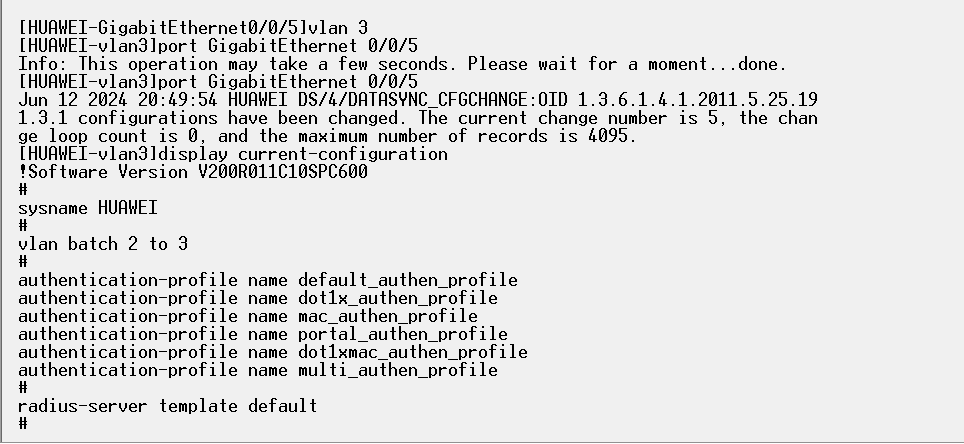 [HUAWEI-GigabitEthernet0/0/5]vlan 3
[HUAWEI-vlan3]port GigabitEthernet 0/0/5
Info: This operation may take a few seconds. Please wait for a moment...done.
[HUAWEI-vlan3]port GigabitEthernet 0/0/5
Jun 12 2024 20:49:54 HUAWEI DS/4/DATASYNC_CFGCHANGE:OID 1.3.6.1.4.1.2011.5.25.19
1.3.1 configurations have been changed. The current change number is 5, the chan
ge loop count is 0, and the maximum number of records is 4095.
[HUAWEI-vlan3]display current-configuration
!Software Version V200R011C10SPC600
#
sysname HUAWEI
#
vlan batch 2 to 3
#
authentication-profile name default_authen_profile
authentication-profile name dot1x_authen_profile
authentication-profile name mac_authen_profile
authentication-profile name portal_authen_profile
authentication-profile name dot1xmac_authen_profile
authentication-profile name multi_authen_profile
#
radius-server template default
#